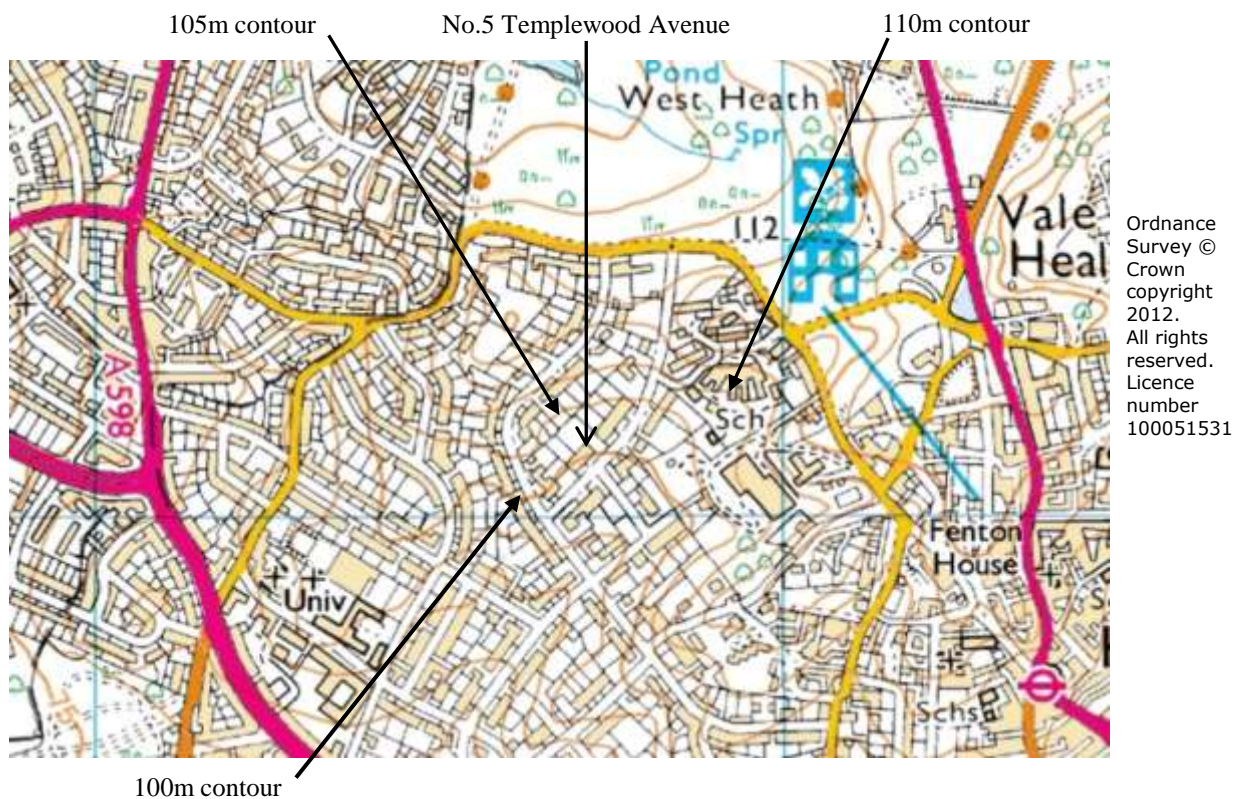 105m contour
No.5 Templewood Avenue
110m contour
Pond
West Heath
Spr
112
Vale
Heal
Ordnance
Survey ©
Crown
copyright
2012.
All rights
reserved.
Licence
number
100051531
A598
Sch
Fenton
House
Univ
Schs
75
100m contour